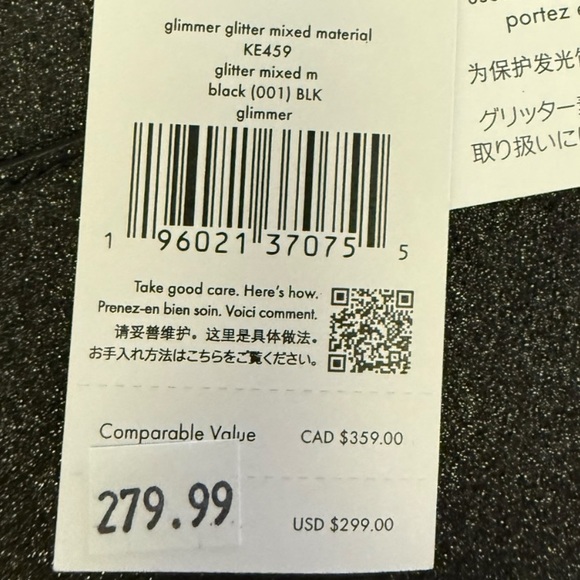 glimmer glitter mixed material
KE459
glitter mixed m
black (001) BLK
glimmer
1 96021 37075 5
Take good care. Here's how.
Prenez-en bien soin. Voici comment.
请妥善维护。这里是具体做法。
お手入れ方法はこちらをご覧ください。
Comparable Value CAD $359.00
279.99
USD $299.00
portez
为保护发光
グリッター
取り扱いに